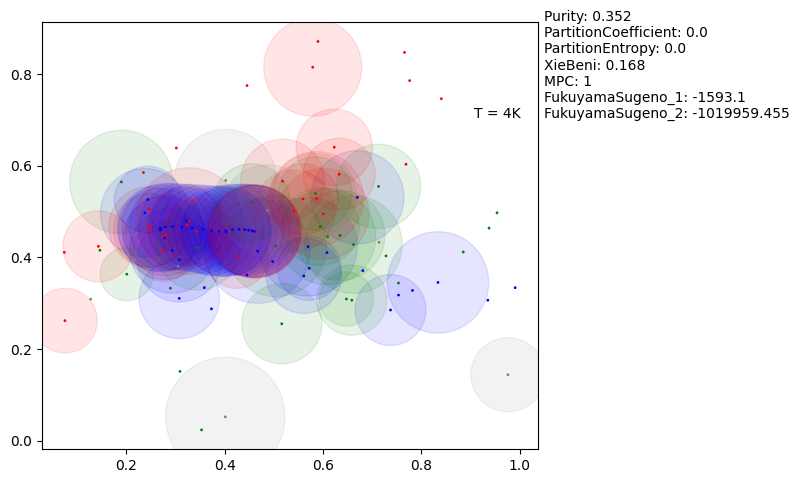 Purity: 0.352
PartitionCoefficient: 0.0
PartitionEntropy: 0.0
XieBeni: 0.168
MPC: 1
FukuyamaSugeno_1: -1593.1
FukuyamaSugeno_2: -1019959.455
T = 4K
0.8
0.6
0.4
0.2
0.0
0.2 0.4 0.6 0.8 1.0